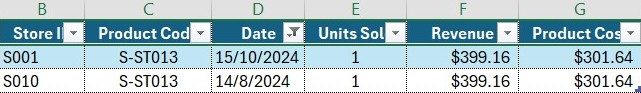 B C D E F G
Store I Product Cod Date Units Sol Revenue Product Cos
S001 S-ST013 15/10/2024 1 $399.16 $301.64
S010 S-ST013 14/8/2024 1 $399.16 $301.64